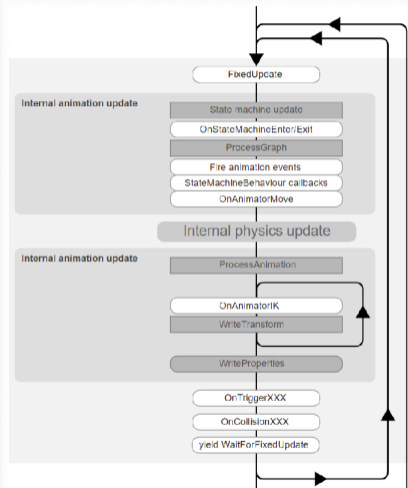 FixedUpdate
Internal animation update
State machine update
OnStateMachineEnter/Exit
ProcessGraph
Fire animation events
StateMachineBehaviour callbacks
OnAnimatorMove
Internal physics update
Internal animation update
ProcessAnimation
OnAnimatorIK
WriteTransform
WriteProperties
OnTriggerXXX
OnCollisionXXX
yield WaitForFixedUpdate